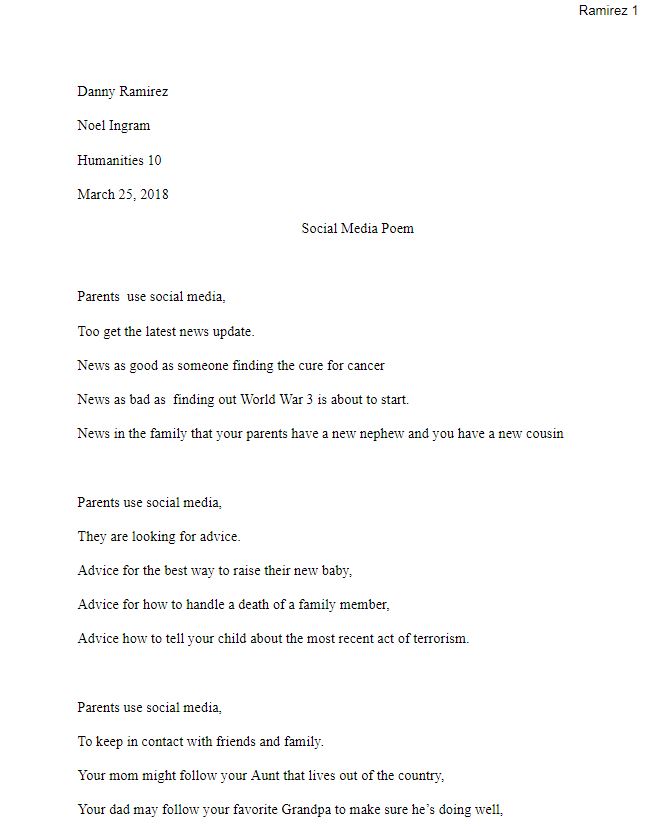 Ramirez 1
Danny Ramirez
Noel Ingram
Humanities 10
March 25, 2018
Social Media Poem
Parents  use social media,
Too get the latest news update.
News as good as someone finding the cure for cancer
News as bad as  finding out World War 3 is about to start.
News in the family that your parents have a new nephew and you have a new cousin
Parents use social media,
They are looking for advice.
Advice for the best way to raise their new baby,
Advice for how to handle a death of a family member,
Advice how to tell your child about the most recent act of terrorism.
Parents use social media,
To keep in contact with friends and family.
Your mom might follow your Aunt that lives out of the country,
Your dad may follow your favorite Grandpa to make sure he’s doing well,